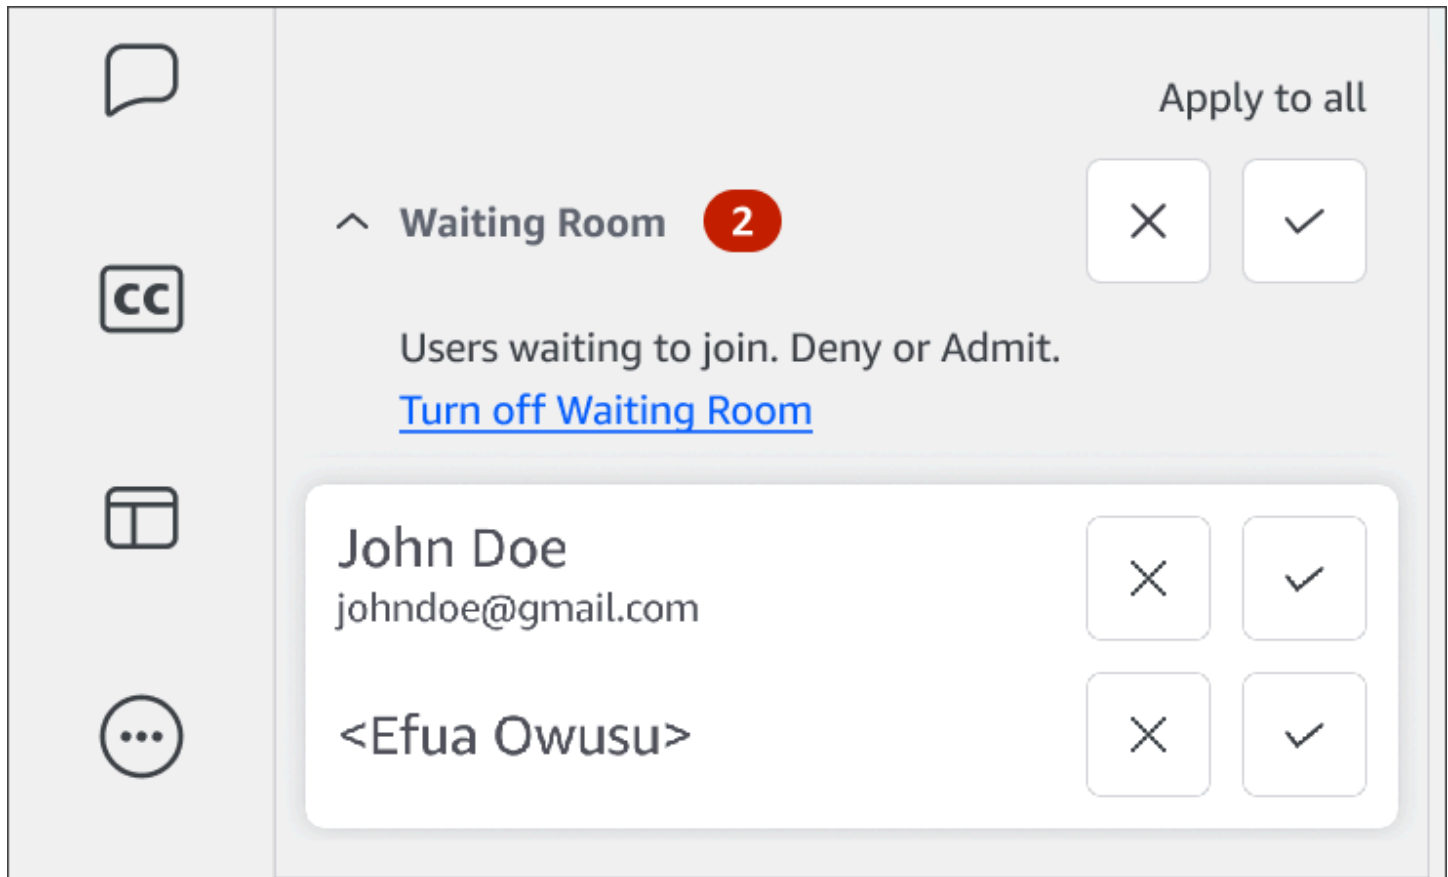 Apply to all
Waiting Room 2
CC
Users waiting to join. Deny or Admit.
Turn off Waiting Room
John Doe
johndoe@gmail.com
<Efua Owusu>